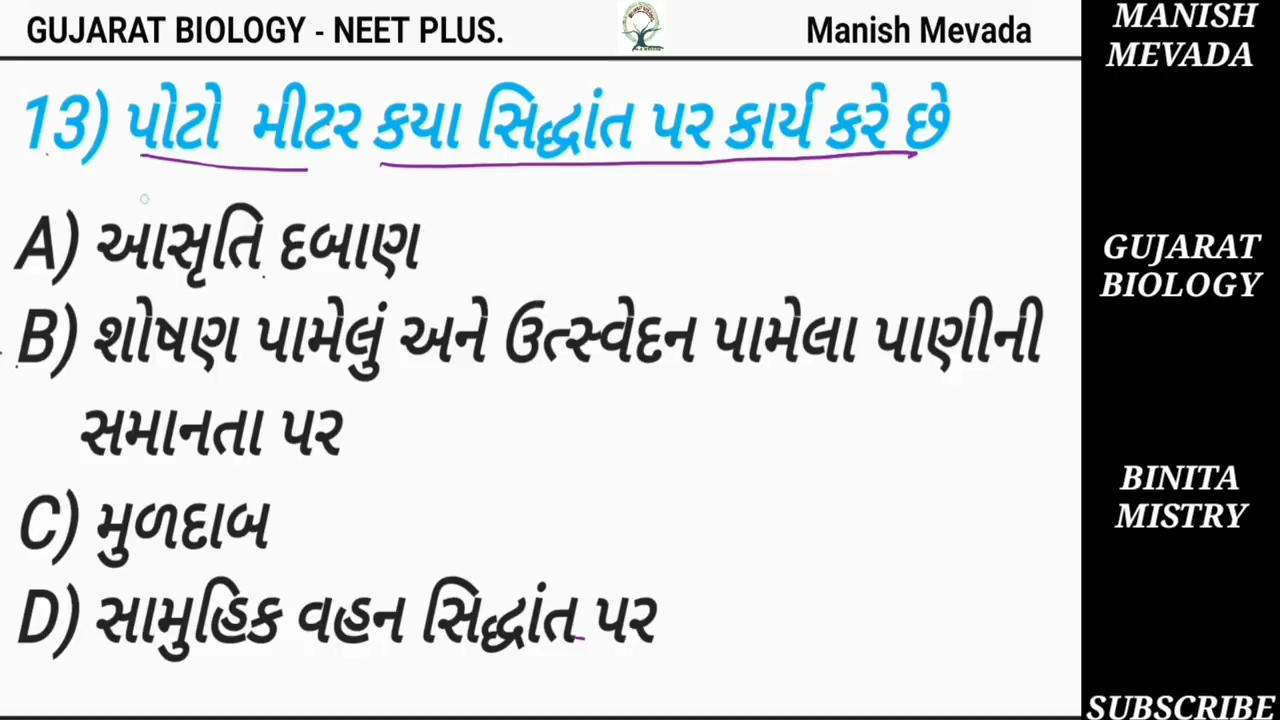 GUJARAT BIOLOGY - NEET PLUS.
Manish Mevada
13) પોટો મીટર કયા સિદ્ધાંત પર કાર્ય કરે છે
A) આસૃતિ દબાણ
B) શોષણ પામેલું અને ઉત્સ્વેદન પામેલા પાણીની
સમાનતા પર
C) મુળદાબ
D) સામુહિક વહન સિદ્ધાંત પર
MANISH
MEVADA
GUJARAT
BIOLOGY
BINITA
MISTRY
SUBSCRIBE